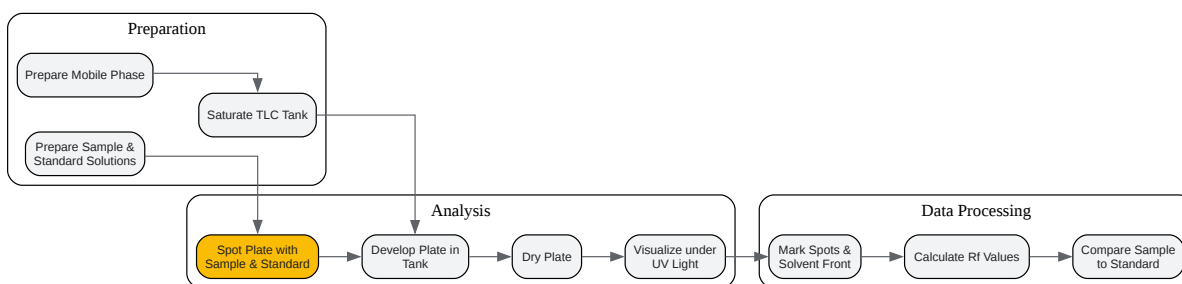 Preparation
Prepare Mobile Phase
Saturate TLC Tank
Prepare Sample &
Standard Solutions
Analysis
Spot Plate with
Sample & Standard
Develop Plate in
Tank
Dry Plate
Visualize under
UV Light
Data Processing
Mark Spots &
Solvent Front
Calculate Rf Values
Compare Sample
to Standard